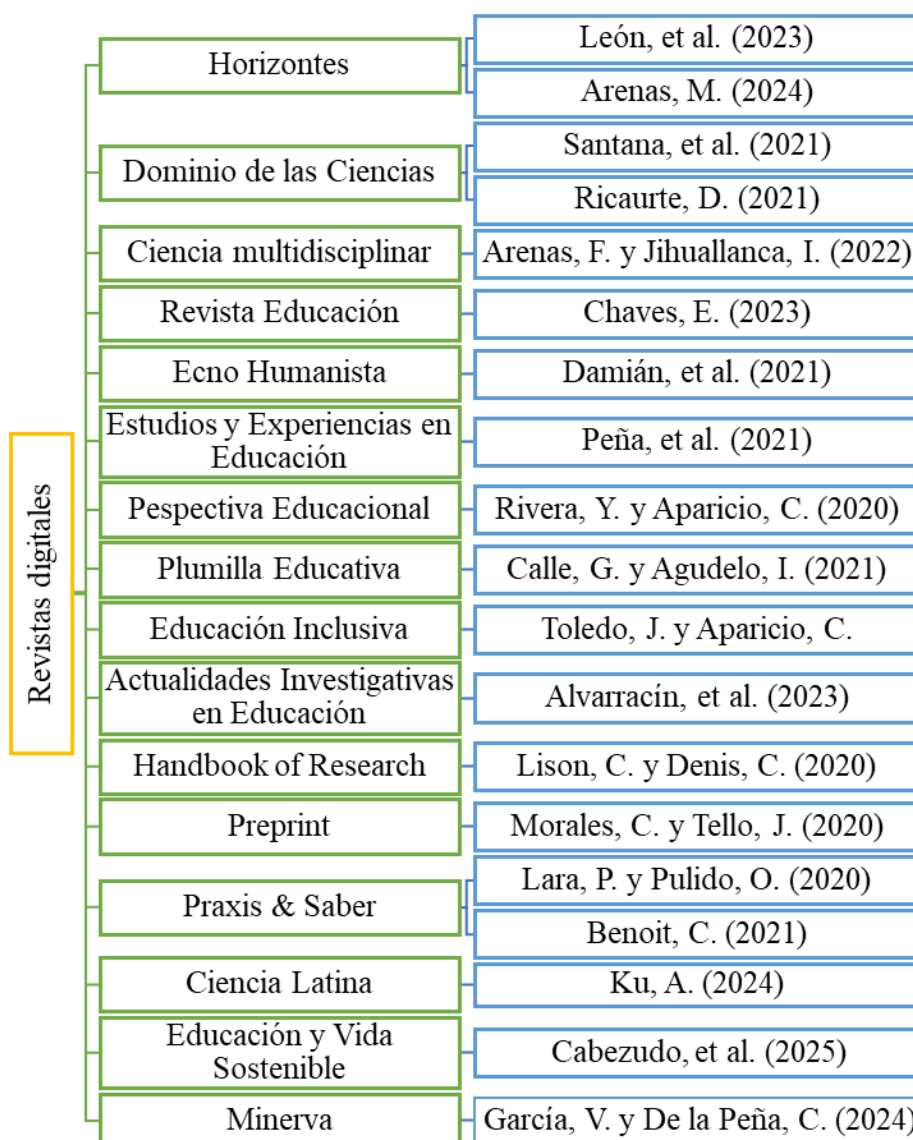 Revistas digitales
Horizontes
León, et al. (2023)
Arenas, M. (2024)
Dominio de las Ciencias
Santana, et al. (2021)
Ricaurte, D. (2021)
Ciencia multidisciplinar
Arenas, F. y Jihuallanca, I. (2022)
Revista Educación
Chaves, E. (2023)
Ecno Humanista
Damián, et al. (2021)
Estudios y Experiencias en
Educación
Peña, et al. (2021)
Pespectiva Educacional
Rivera, Y. y Aparicio, C. (2020)
Plumilla Educativa
Calle, G. y Agudelo, I. (2021)
Educación Inclusiva
Toledo, J. y Aparicio, C.
Actualidades Investigativas
en Educación
Alvarracín, et al. (2023)
Handbook of Research
Lison, C. y Denis, C. (2020)
Preprint
Morales, C. y Tello, J. (2020)
Praxis & Saber
Lara, P. y Pulido, O. (2020)
Benoit, C. (2021)
Ciencia Latina
Ku, A. (2024)
Educación y Vida
Sostenible
Cabezudo, et al. (2025)
Minerva
García, V. y De la Peña, C. (2024)